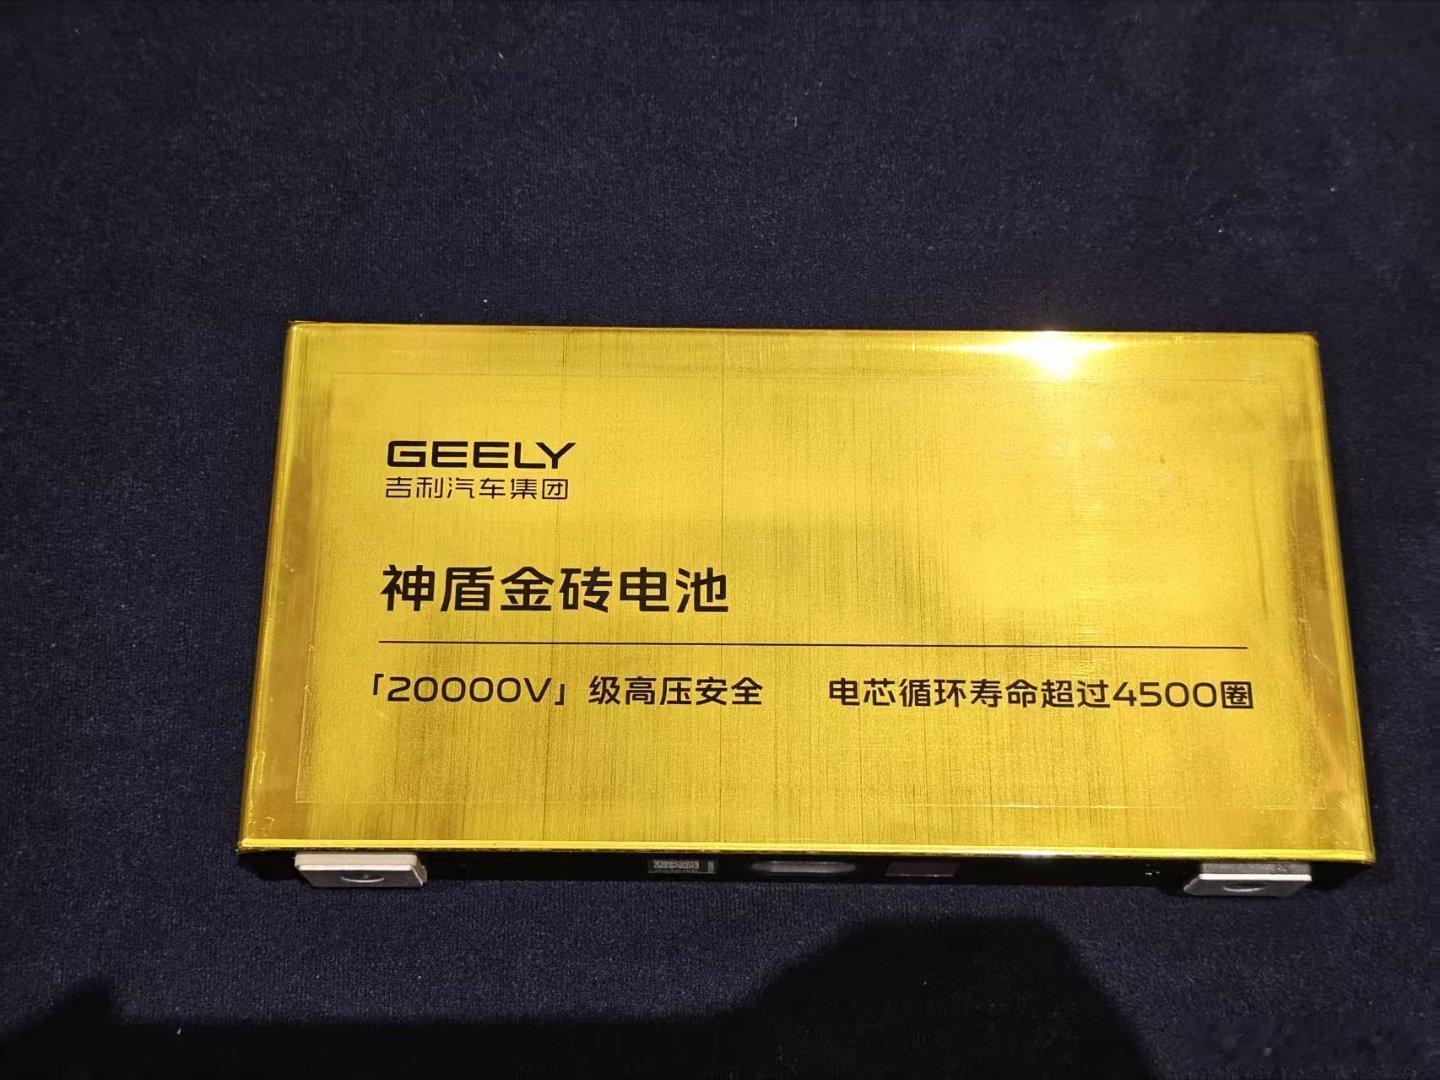 GEELY
吉利汽车集团
神盾金砖电池
「20000V」级高压安全 电芯循环寿命超过4500圈